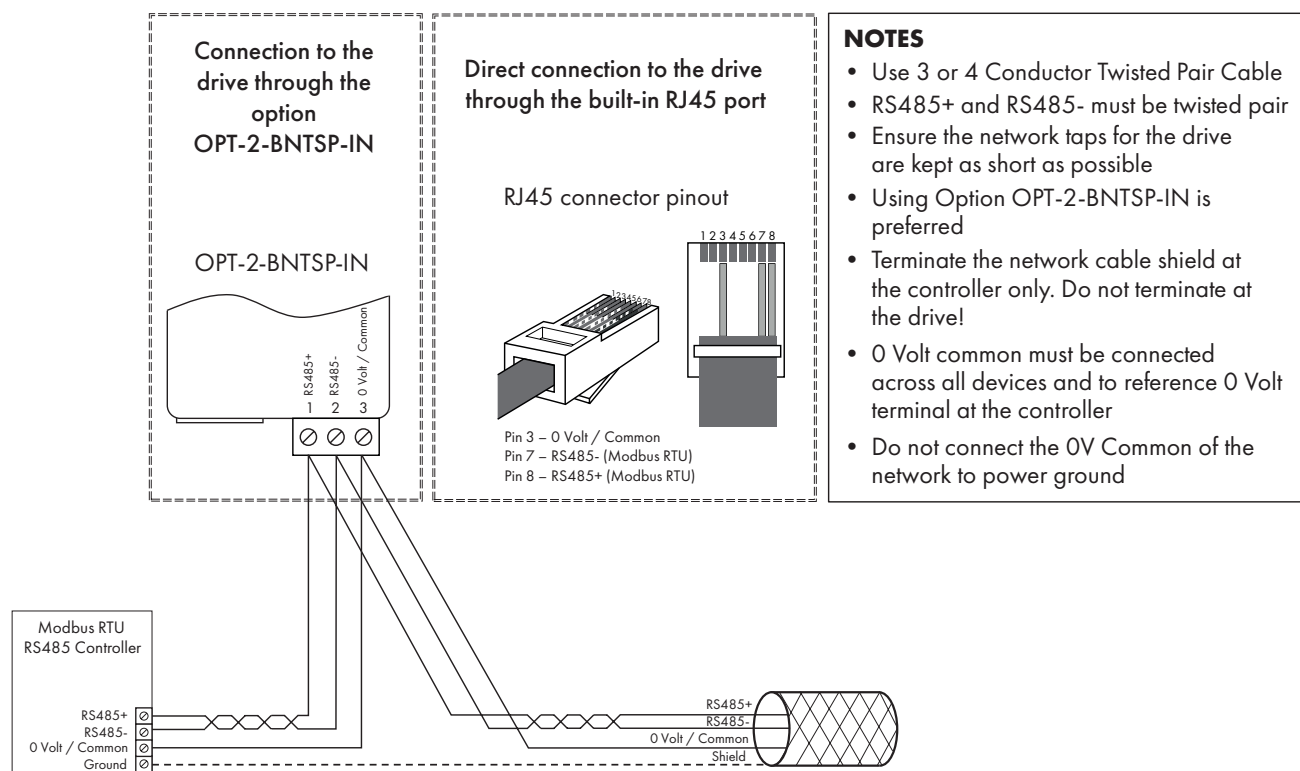 Connection to the
drive through the
option
OPT-2-BNTSP-IN
OPT-2-BNTSP-IN
RS485+
RS485-
0 Volt / Common
1 2 3
Direct connection to the drive
through the built-in RJ45 port
RJ45 connector pinout
12345678
12345678
Pin 3 – 0 Volt / Common
Pin 7 – RS485- (Modbus RTU)
Pin 8 – RS485+ (Modbus RTU)
NOTES
• Use 3 or 4 Conductor Twisted Pair Cable
• RS485+ and RS485- must be twisted pair
• Ensure the network taps for the drive
are kept as short as possible
• Using Option OPT-2-BNTSP-IN is
preferred
• Terminate the network cable shield at
the controller only. Do not terminate at
the drive!
• 0 Volt common must be connected
across all devices and to reference 0 Volt
terminal at the controller
• Do not connect the 0V Common of the
network to power ground
Modbus RTU
RS485 Controller
RS485+
RS485-
0 Volt / Common
Ground
RS485+
RS485-
0 Volt / Common
Shield